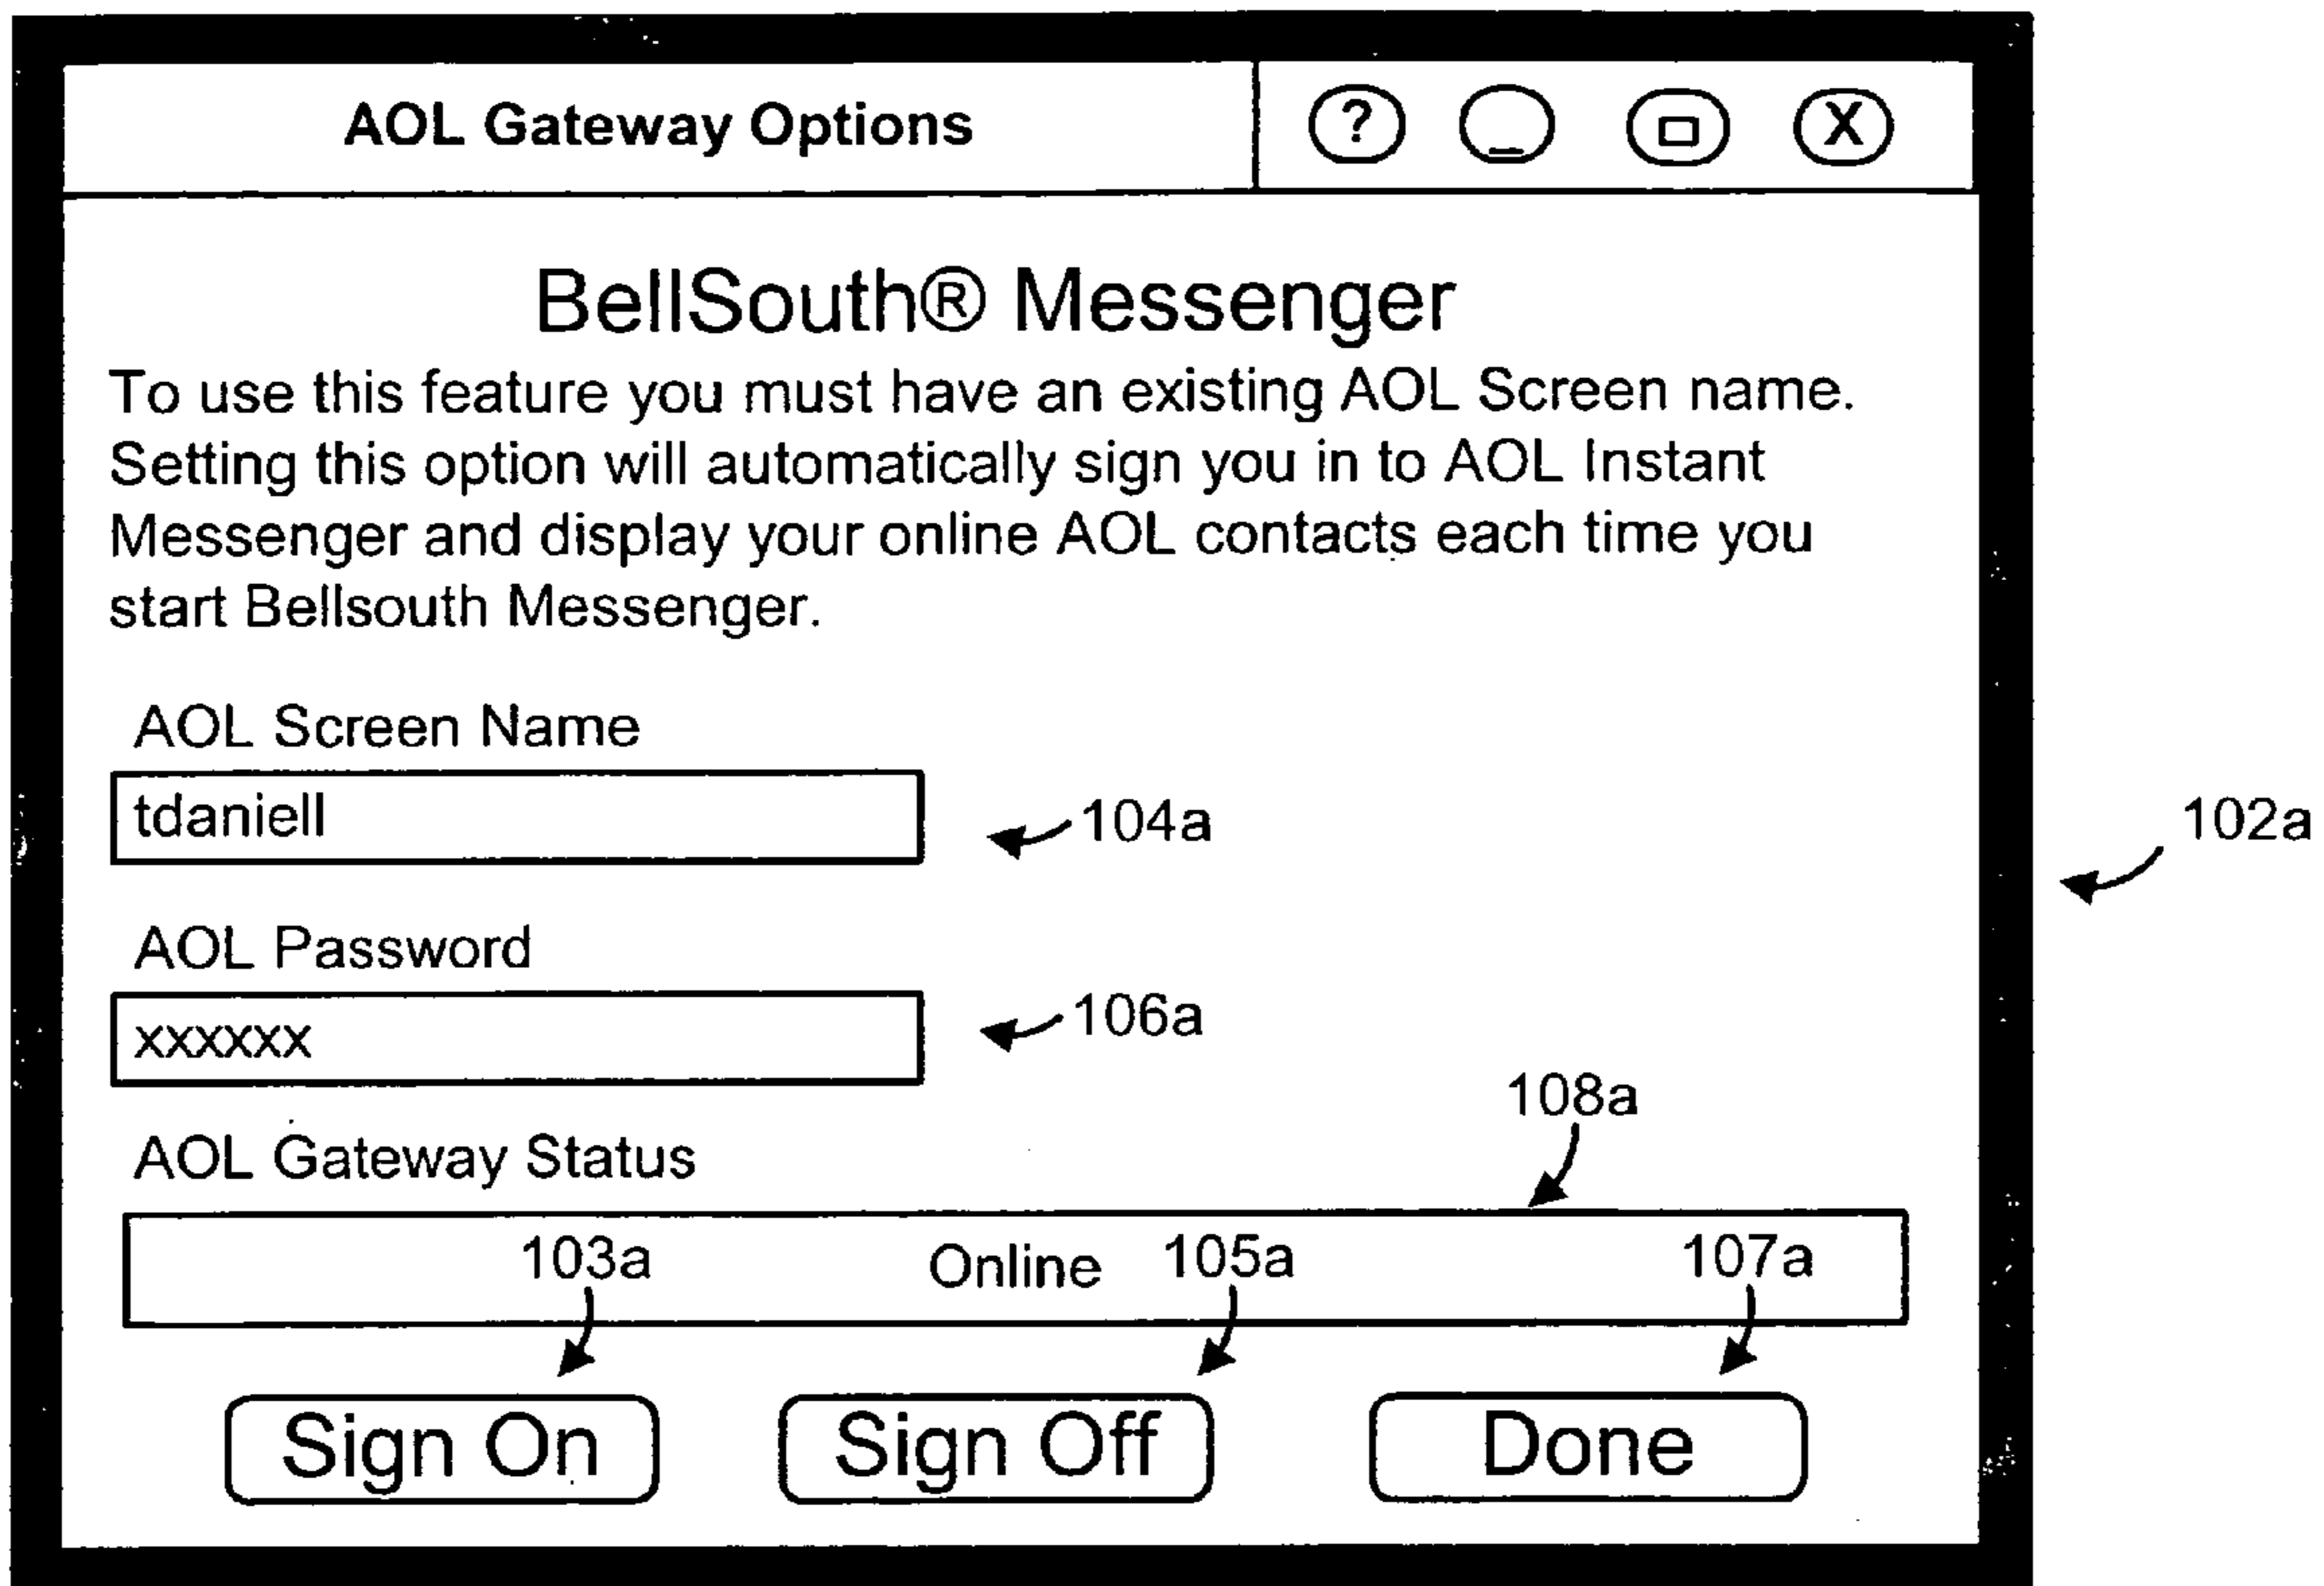 AOL Gateway Options ? _ X
BellSouth® Messenger
To use this feature you must have an existing AOL Screen name.
Setting this option will automatically sign you in to AOL Instant
Messenger and display your online AOL contacts each time you
start Bellsouth Messenger.
AOL Screen Name
tdaniell
104a
102a
AOL Password
xxxxxx
106a
108a
AOL Gateway Status
103a Online 105a 107a
Sign On Sign Off Done